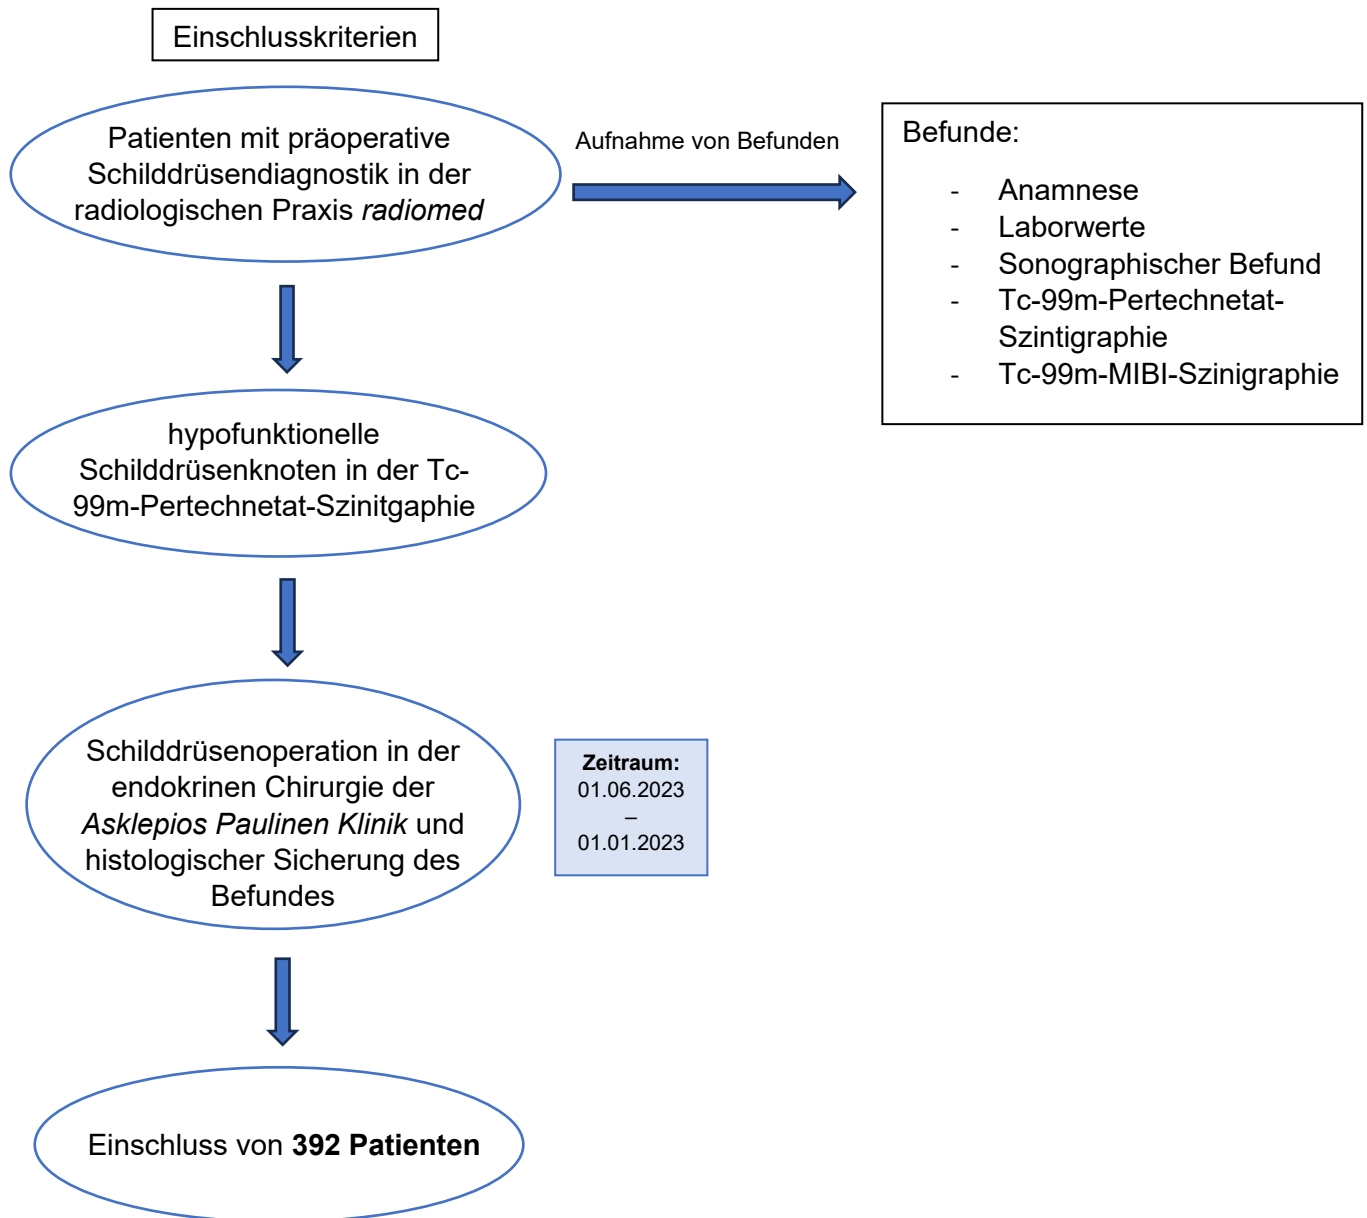 Einschlusskriterien
Patienten mit präoperative
Schilddrüsendiagnostik in der
radiologischen Praxis radiomed
Aufnahme von Befunden
Befunde:
- Anamnese
- Laborwerte
- Sonographischer Befund
- Tc-99m-Pertechnetat-
Szintigraphie
- Tc-99m-MIBI-Szinigraphie
hypofunktionelle
Schilddrüsenknoten in der Tc-
99m-Pertechnetat-Szinitgaphie
Schilddrüsenoperation in der
endokrinen Chirurgie der
Asklepios Paulinen Klinik und
histologischer Sicherung des
Befundes
Zeitraum:
01.06.2023
–
01.01.2023
Einschluss von 392 Patienten